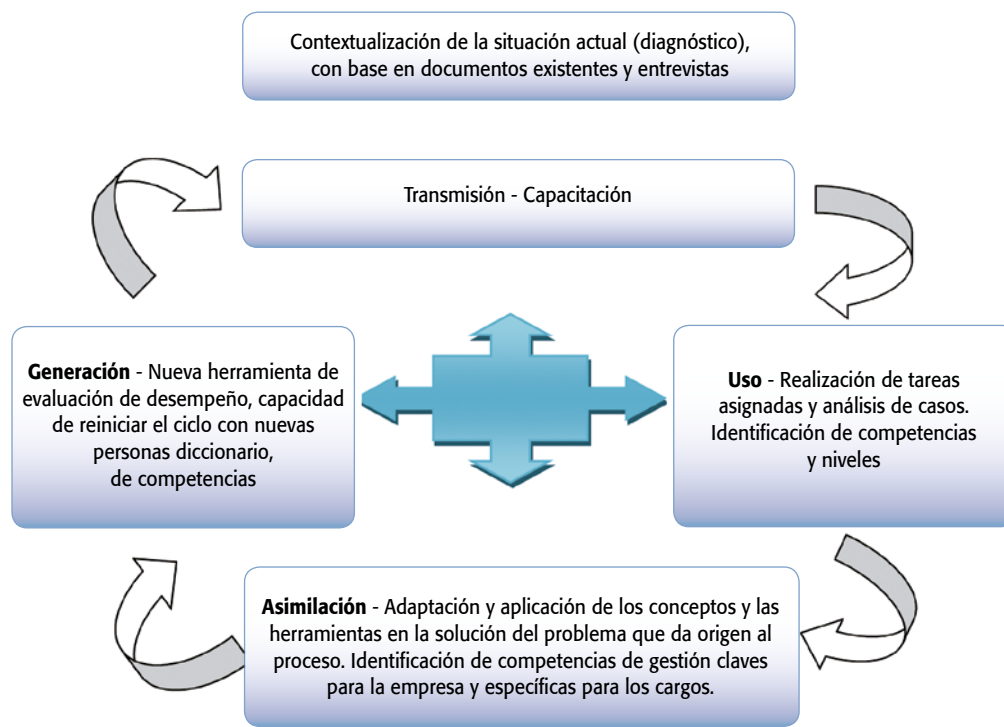 Contextualización de la situación actual (diagnóstico),
con base en documentos existentes y entrevistas
Transmisión - Capacitación
Generación - Nueva herramienta de
evaluación de desempeño, capacidad
de reiniciar el ciclo con nuevas
personas diccionario,
de competencias
Uso - Realización de tareas
asignadas y análisis de casos.
Identificación de competencias
y niveles
Asimilación - Adaptación y aplicación de los conceptos y las
herramientas en la solución del problema que da origen al
proceso. Identificación de competencias de gestión claves
para la empresa y específicas para los cargos.